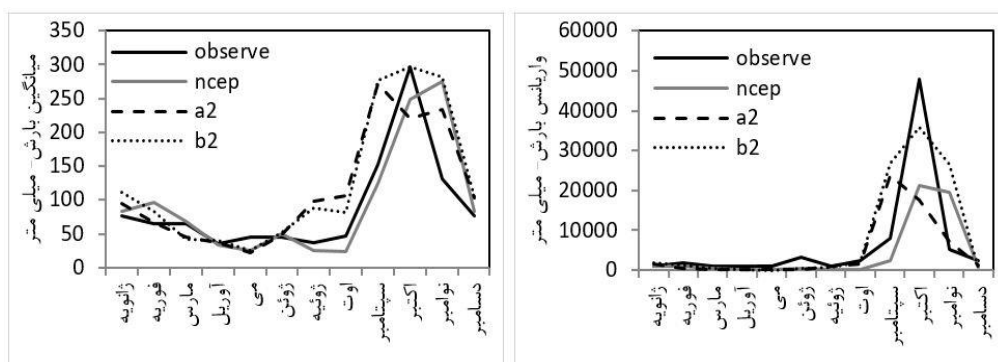 میانگین بارش- میلی متر
350
300
250
200
150
100
50
0
observe
ncep
a2
b2
ژانویه
فوریه
مارس
آوریل
می
ژوئن
ژوئیه
اوت
سپتامبر
اکتبر
نوامبر
دسامبر
واریانس بارش- میلی متر
60000
50000
40000
30000
20000
10000
0
observe
ncep
a2
b2
ژانویه
فوریه
مارس
آوریل
می
ژوئن
ژوئیه
اوت
سپتامبر
اکتبر
نوامبر
دسامبر